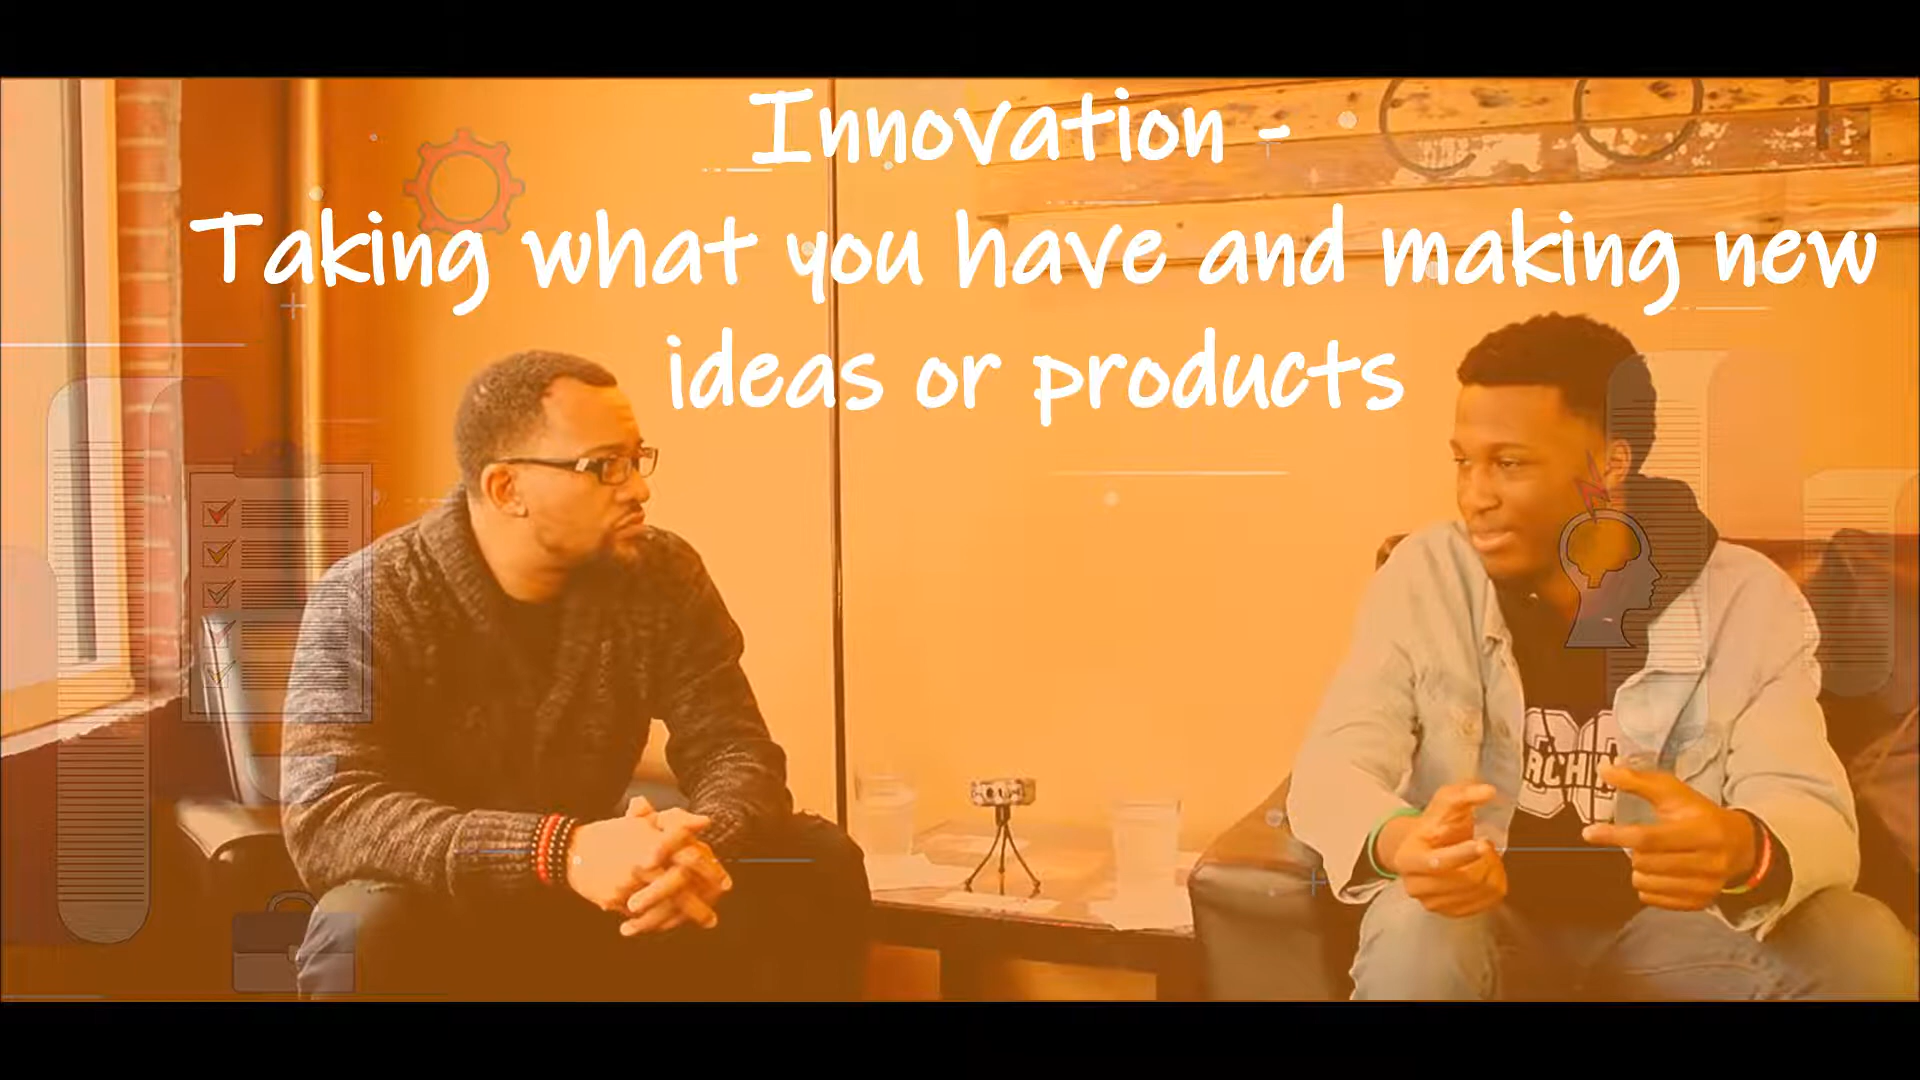 Innovation -
Taking what you have and making new
ideas or products